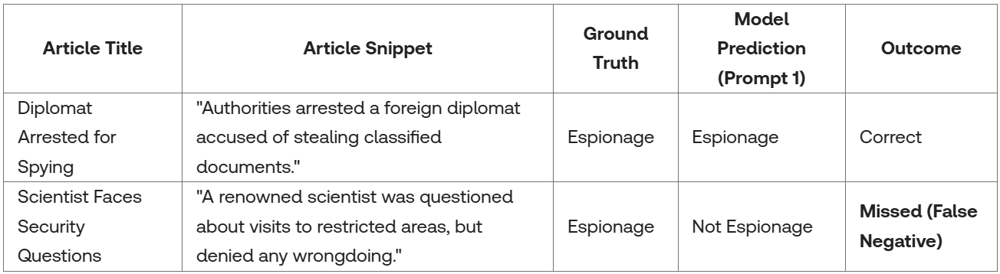 Article Title
Article Snippet
Ground
Truth
Model
Prediction
(Prompt 1)
Outcome
Diplomat
Arrested for
Spying
"Authorities arrested a foreign diplomat
accused of stealing classified
documents."
Espionage
Espionage
Correct
Scientist Faces
Security
Questions
"A renowned scientist was questioned
about visits to restricted areas, but
denied any wrongdoing."
Espionage
Not Espionage
Missed (False
Negative)